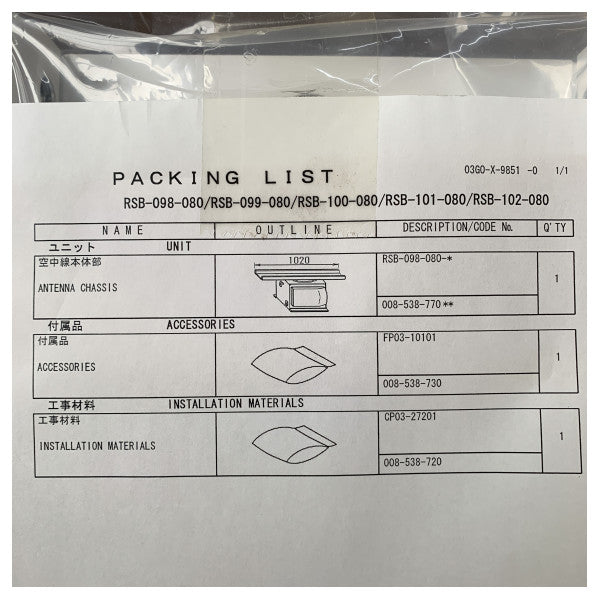 PACKING LIST
03GO-X-9851 -0 1/1
RSB-098-080/RSB-099-080/RSB-100-080/RSB-101-080/RSB-102-080
NAME OUTLINE DESCRIPTION/CODE No. Q'TY
ユニット UNIT
空中線本体部
ANTENNA CHASSIS
1020
RSB-098-080-*
008-538-770**
1
付属品 ACCESSORIES
付属品
ACCESSORIES
FP03-10101
008-538-730
1
工事材料 INSTALLATION MATERIALS
工事材料
INSTALLATION MATERIALS
CP03-27201
008-538-720
1